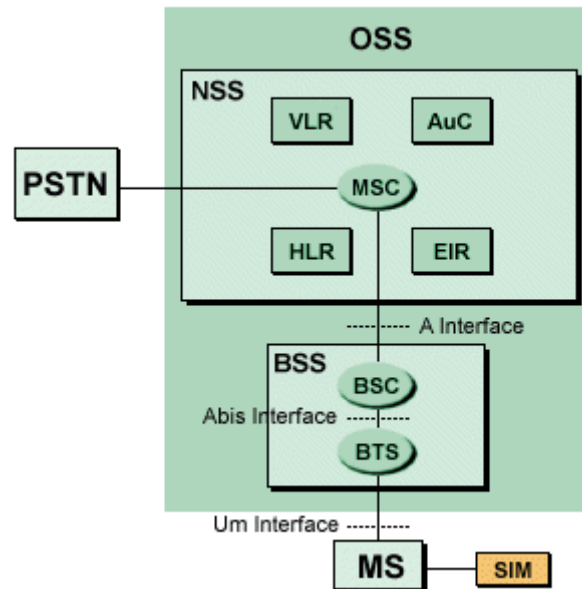 OSS
NSS
VLR
AuC
PSTN
MSC
HLR
EIR
A Interface
BSS
BSC
Abis Interface
BTS
Um Interface
MS
SIM